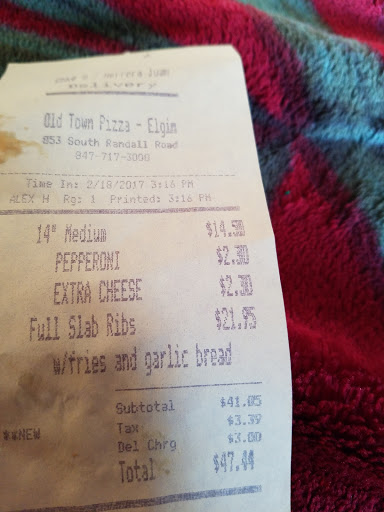 Delivery
Old Town Pizza - Elgin
853 South Randall Road
847-717-3000
Time In: 2/18/2017 3:16 PM
ALEX H Rg: 1 Printed: 3:16 PM
14" Medium $14.50
PEPPERONI $2.30
EXTRA CHEESE $2.30
Full Slab Ribs $21.95
w/fries and garlic bread
Subtotal $41.05
Tax $3.39
**NEW Del Chrg $3.00
Total $47.44